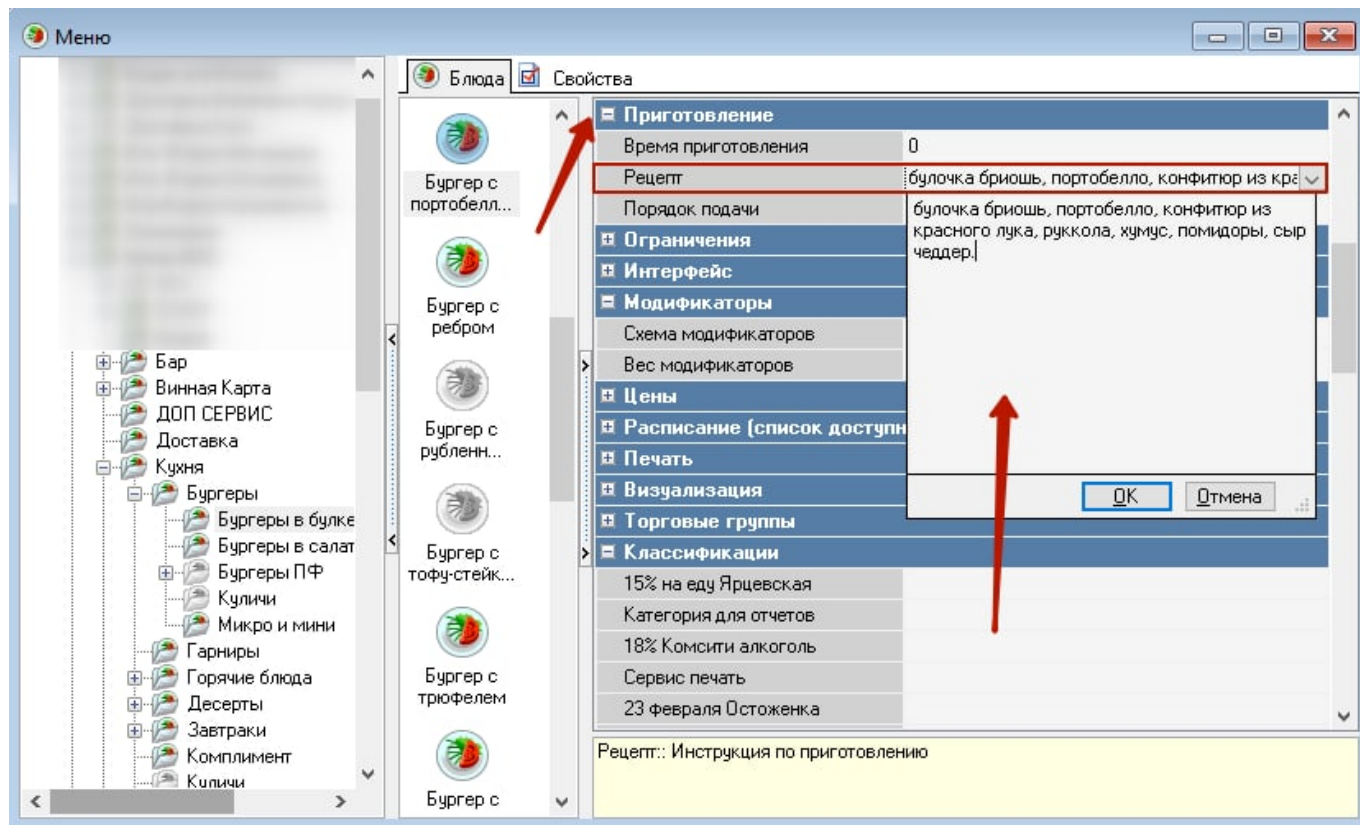 Меню
Блюда
Свойства
Бар
Винная Карта
ДОП СЕРВИС
Доставка
Кухня
Бургеры
Бургеры в булке
Бургеры в салат
Бургеры ПФ
Куличи
Микро и мини
Гарниры
Горячие блюда
Десерты
Завтраки
Комплимент
Куличи
Бургер с
портобелл...
Бургер с
ребром
Бургер с
рубленн...
Бургер с
тофу-стейк...
Бургер с
трюфелем
Бургер с
Приготовление
Время приготовления 0
Рецепт булочка бриошь, портобелло, конфитюр из кра
Порядок подачи
булочка бриошь, портобелло, конфитюр из
красного лука, руккола, хумус, помидоры, сыр
чеддер.
OK Отмена
Ограничения
Интерфейс
Модификаторы
Схема модификаторов
Вес модификаторов
Цены
Расписание (список доступн
Печать
Визуализация
Торговые группы
Классификации
15% на еду Ярцевская
Категория для отчетов
18% Комсити алкоголь
Сервис печать
23 февраля Остоженка
Рецепт:: Инструкция по приготовлению